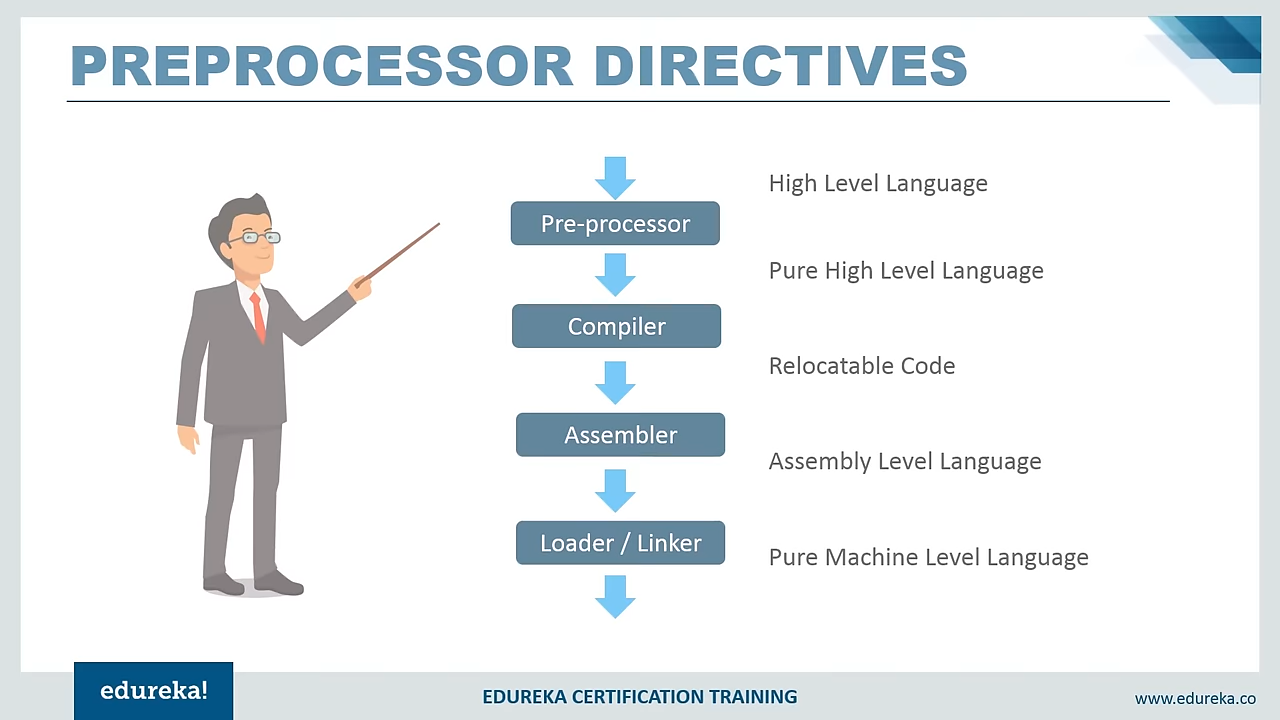 PREPROCESSOR DIRECTIVES
High Level Language
Pre-processor
Pure High Level Language
Compiler
Relocatable Code
Assembler
Assembly Level Language
Loader / Linker
Pure Machine Level Language
edureka!
EDUREKA CERTIFICATION TRAINING
www.edureka.co